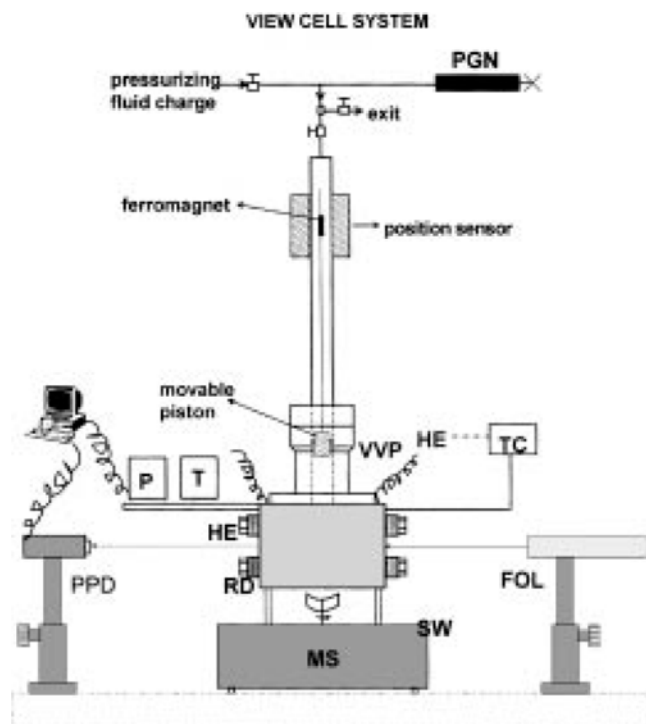 VIEW CELL SYSTEM
PGN
pressurizing
fluid charge
exit
ferromagnet
position sensor
movable
piston
VVP
HE
TC
P
T
HE
PPD
RD
FOL
SW
MS